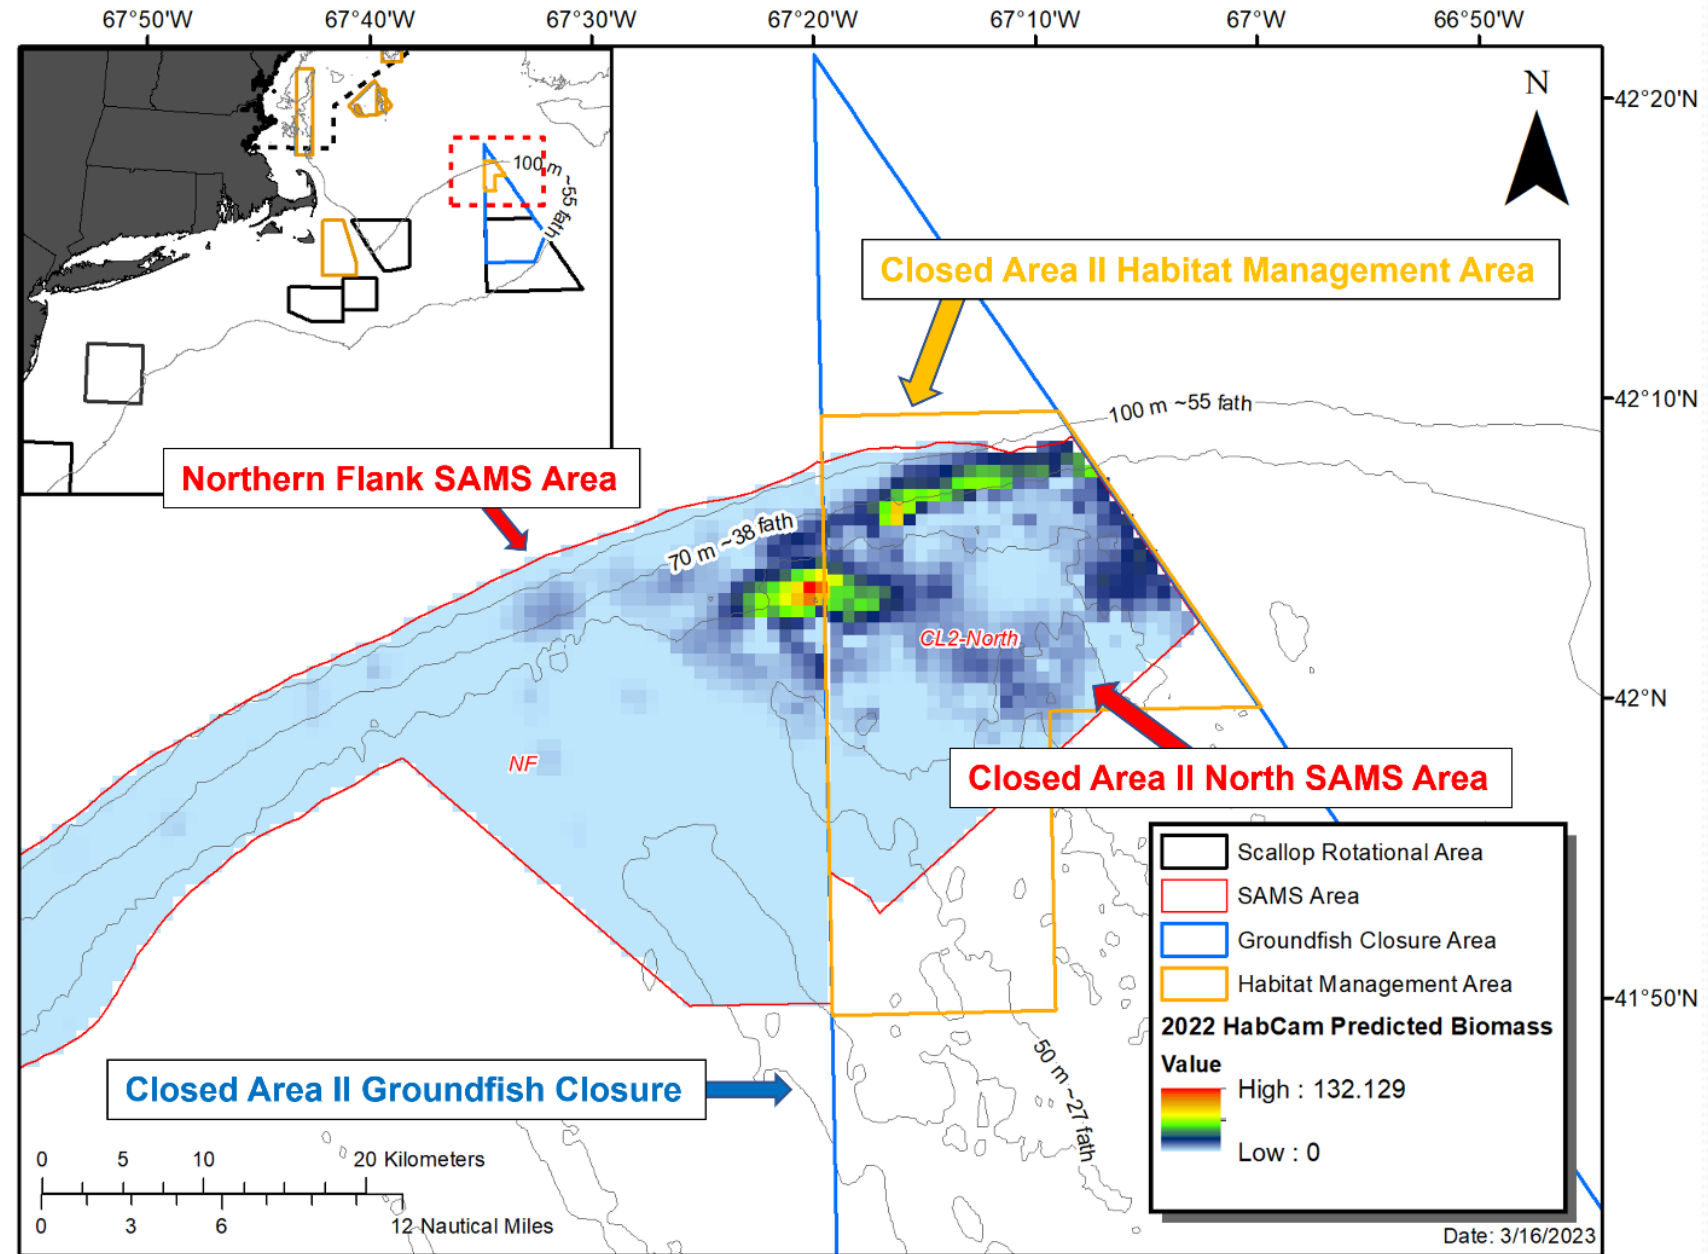 67°50'W 67°40'W 67°30'W 67°20'W 67°10'W 67°W 66°50'W
N
42°20'N
100 m ~55 fath
Closed Area II Habitat Management Area
42°10'N
100 m ~55 fath
Northern Flank SAMS Area
70 m ~38 fath
CL2-North
42°N
NF
Closed Area II North SAMS Area
Scallop Rotational Area
SAMS Area
Groundfish Closure Area
Habitat Management Area
41°50'N
2022 HabCam Predicted Biomass
Value
High : 132.129
Low : 0
50 m ~27 fath
Closed Area II Groundfish Closure
0 5 10 20 Kilometers
0 3 6 12 Nautical Miles
Date: 3/16/2023